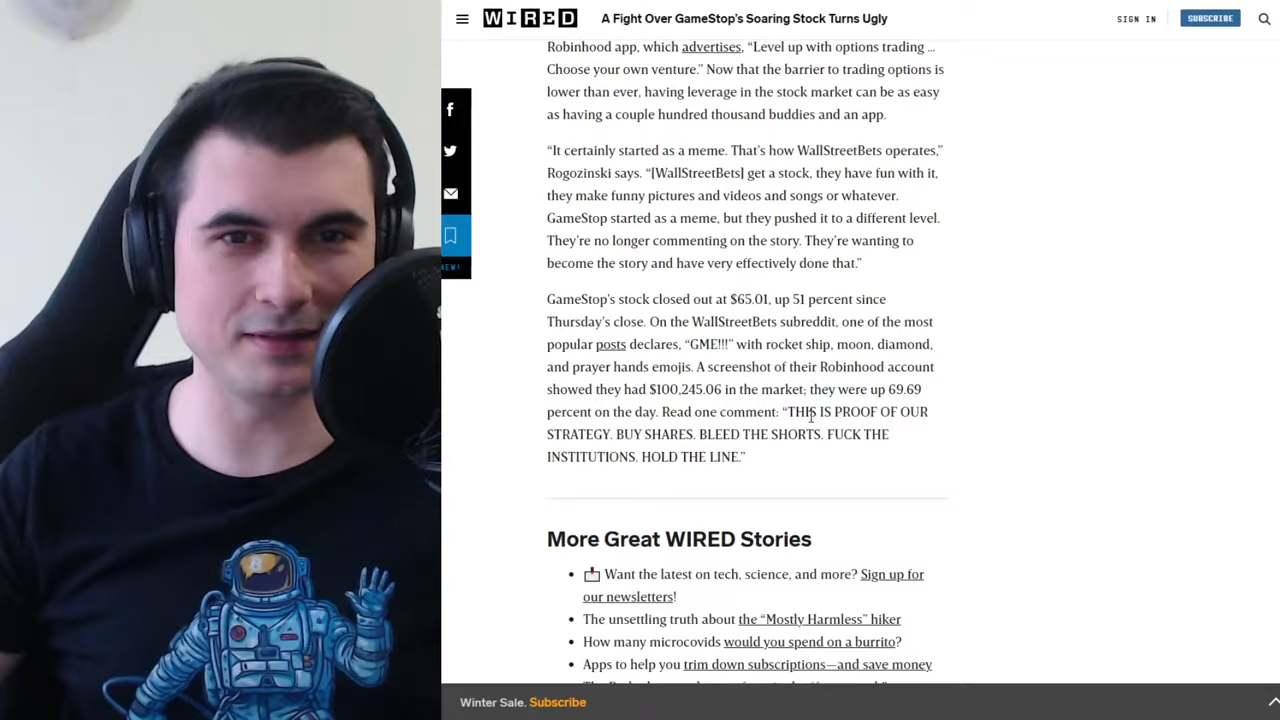 WIRED
A Fight Over GameStop's Soaring Stock Turns Ugly
SIGN IN
SUBSCRIBE
Robinhood app, which advertises, “Level up with options trading …
Choose your own venture.” Now that the barrier to trading options is
lower than ever, having leverage in the stock market can be as easy
as having a couple hundred thousand buddies and an app.
“It certainly started as a meme. That’s how WallStreetBets operates,”
Rogozinski says. “[WallStreetBets] get a stock, they have fun with it,
they make funny pictures and videos and songs or whatever.
GameStop started as a meme, but they pushed it to a different level.
They’re no longer commenting on the story. They’re wanting to
become the story and have very effectively done that.”
GameStop’s stock closed out at $65.01, up 51 percent since
Thursday’s close. On the WallStreetBets subreddit, one of the most
popular posts declares, “GME!!!” with rocket ship, moon, diamond,
and prayer hands emojis. A screenshot of their Robinhood account
showed they had $100,245.06 in the market; they were up 69.69
percent on the day. Read one comment: “THIS IS PROOF OF OUR
STRATEGY. BUY SHARES. BLEED THE SHORTS. FUCK THE
INSTITUTIONS. HOLD THE LINE.”
More Great WIRED Stories
• Want the latest on tech, science, and more? Sign up for
our newsletters!
• The unsettling truth about the “Mostly Harmless” hiker
• How many microcovids would you spend on a burrito?
• Apps to help you trim down subscriptions—and save money
Winter Sale. Subscribe